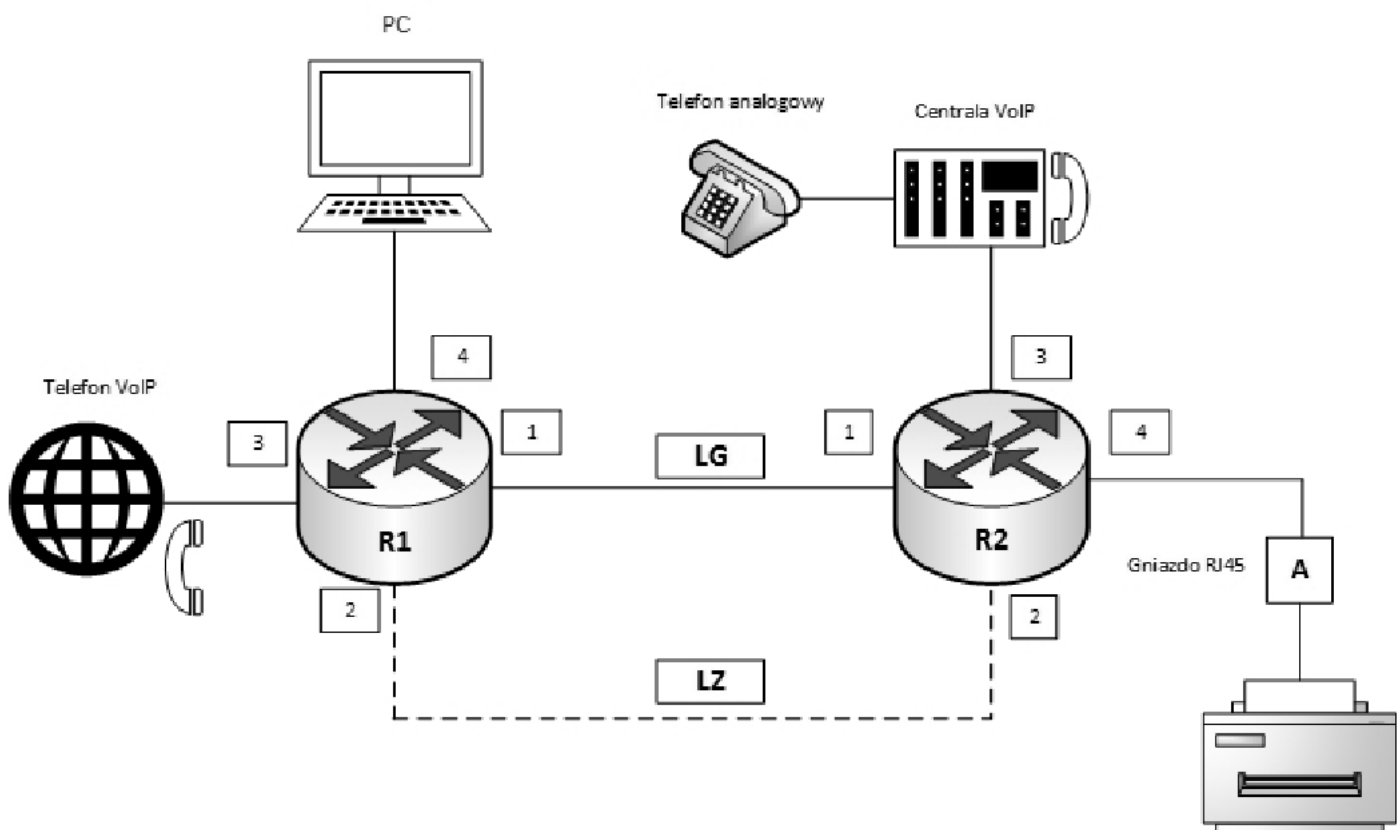 PC
Telefon analogowy
Centrala VoIP
4
3
Telefon VoIP
3
1
LG
1
4
R1
R2
Gniazdo RJ45
A
2
2
LZ